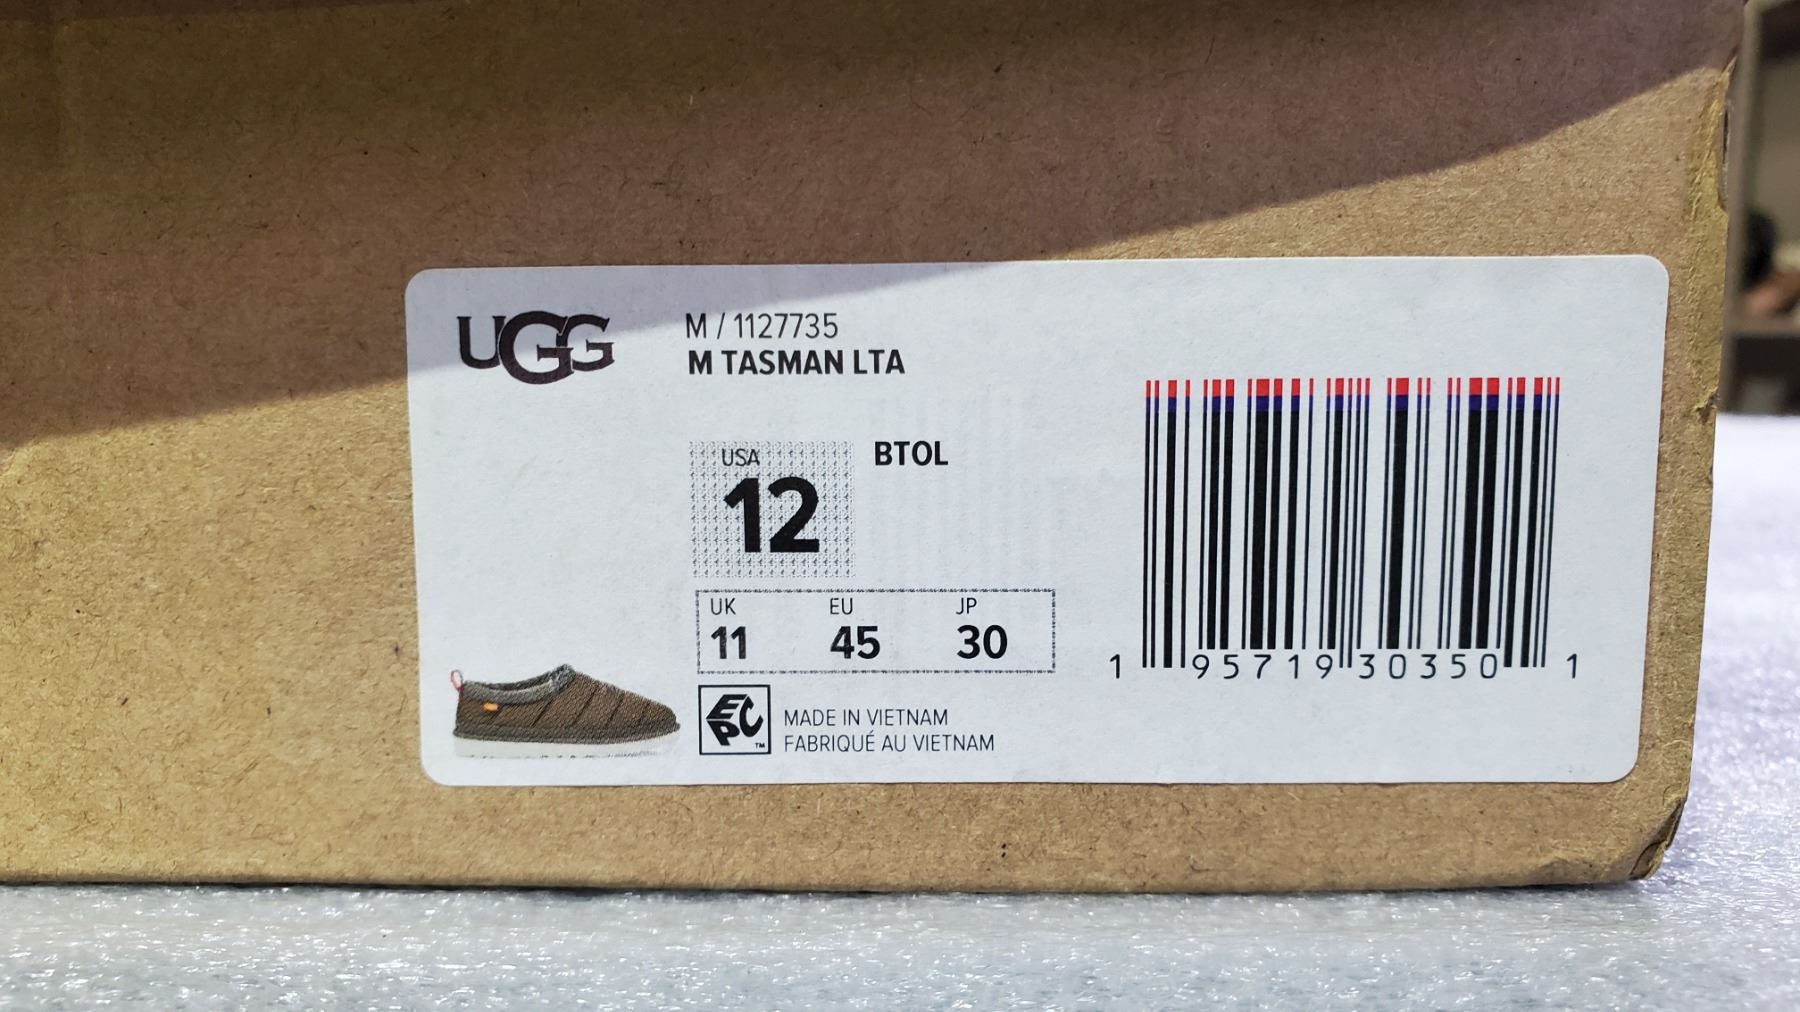 UGG
M / 1127735
M TASMAN LTA
USA
12
BTOL
UK EU JP
11 45 30
EPC™
MADE IN VIETNAM
FABRIQUÉ AU VIETNAM
1 95719 30350 1